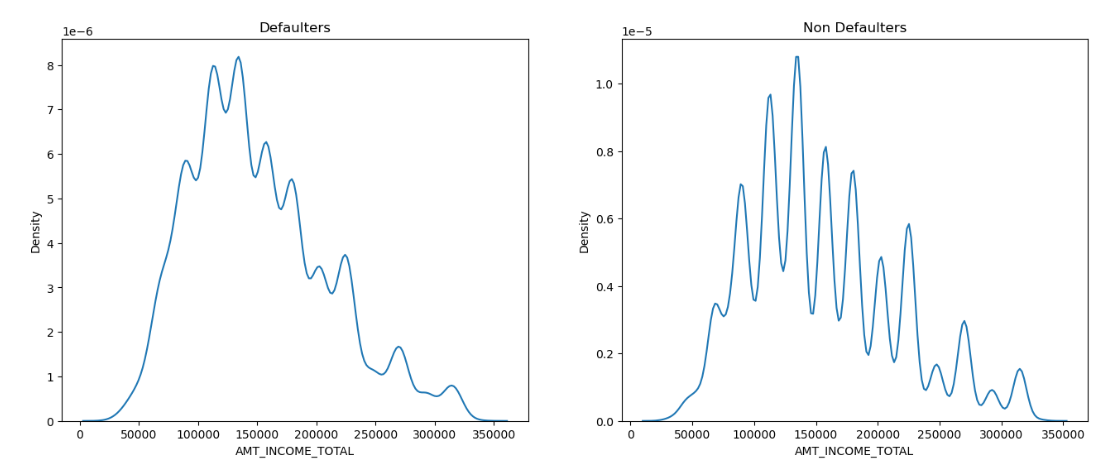 Defaulters
1e−6
8
7
6
5
4
3
2
1
0
Density
0 50000 100000 150000 200000 250000 300000 350000
AMT_INCOME_TOTAL
Non Defaulters
1e−5
1.0
0.8
0.6
0.4
0.2
0.0
Density
0 50000 100000 150000 200000 250000 300000 350000
AMT_INCOME_TOTAL